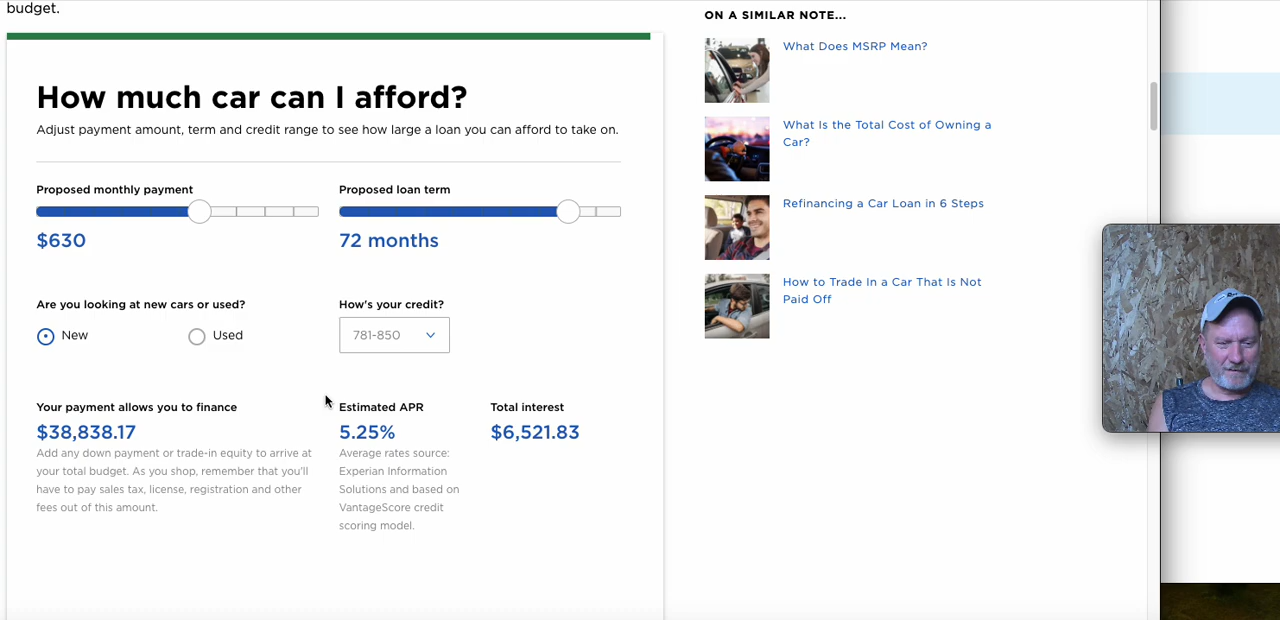 budget.
How much car can I afford?
Adjust payment amount, term and credit range to see how large a loan you can afford to take on.
Proposed monthly payment
$630
Proposed loan term
72 months
Are you looking at new cars or used?
New
Used
How's your credit?
781-850
Your payment allows you to finance
$38,838.17
Add any down payment or trade-in equity to arrive at
your total budget. As you shop, remember that you'll
have to pay sales tax, license, registration and other
fees out of this amount.
Estimated APR
5.25%
Average rates source:
Experian Information
Solutions and based on
VantageScore credit
scoring model.
Total interest
$6,521.83
ON A SIMILAR NOTE...
What Does MSRP Mean?
What Is the Total Cost of Owning a
Car?
Refinancing a Car Loan in 6 Steps
How to Trade In a Car That Is Not
Paid Off